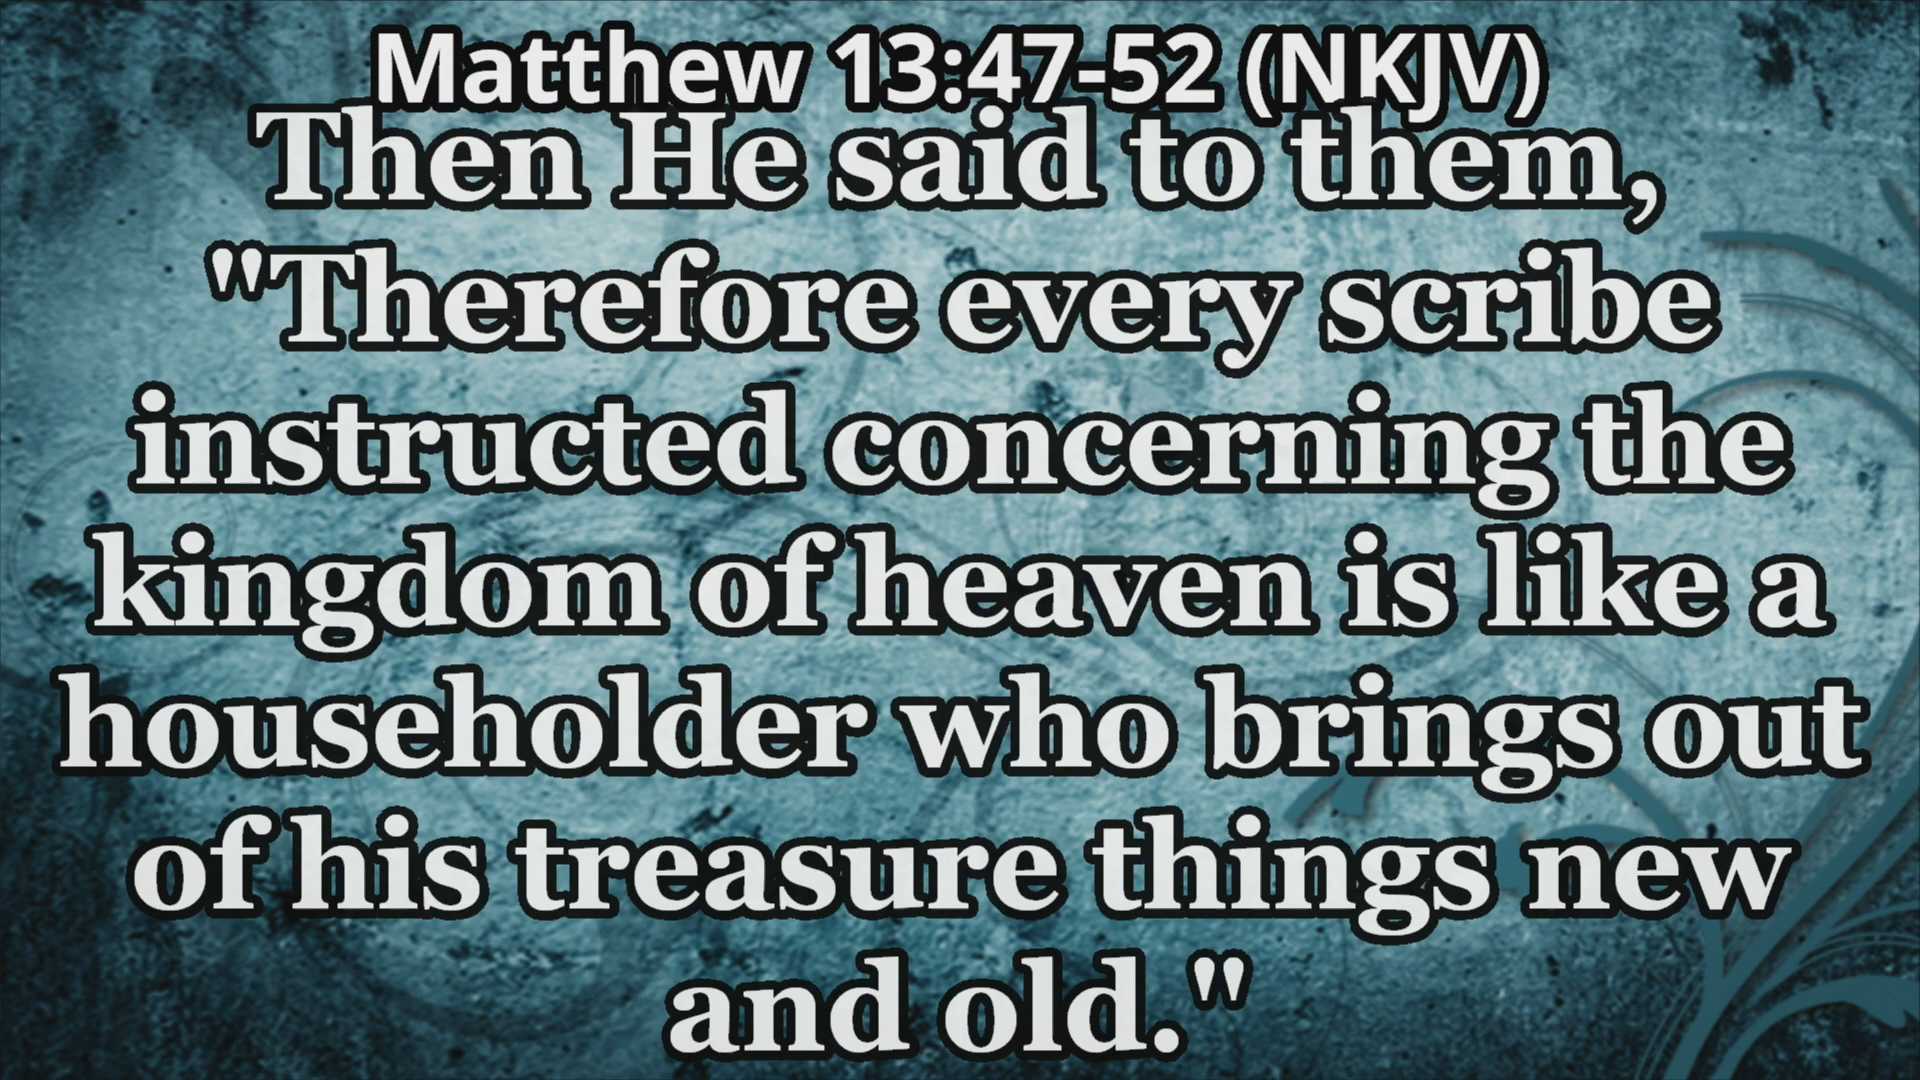 Matthew 13:47-52 (NKJV)
Then He said to them,
"Therefore every scribe
instructed concerning the
kingdom of heaven is like a
householder who brings out
of his treasure things new
and old."